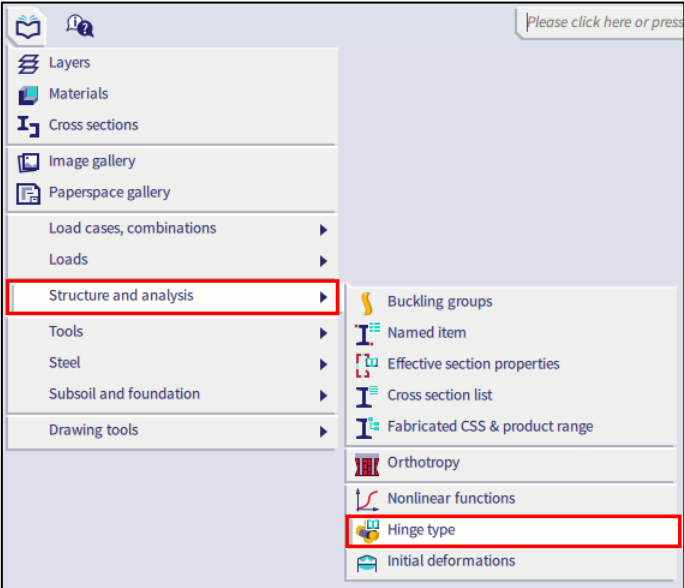 Please click here or press
Layers
Materials
Cross sections
Image gallery
Paperspace gallery
Load cases, combinations
Loads
Structure and analysis
Tools
Steel
Subsoil and foundation
Drawing tools
Buckling groups
Named item
Effective section properties
Cross section list
Fabricated CSS & product range
Orthotropy
Nonlinear functions
Hinge type
Initial deformations